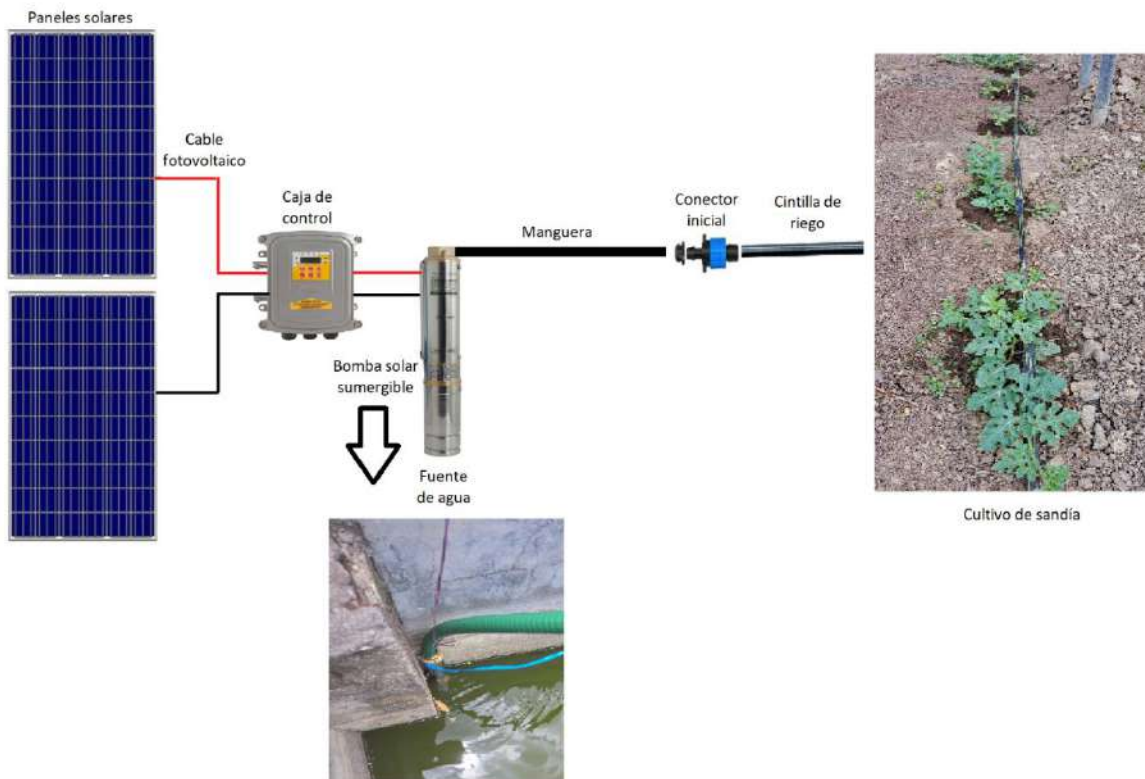 Paneles solares
Cable
fotovoltaico
Caja de
control
Manguera
Conector
inicial
Cintilla de
riego
Bomba solar
sumergible
Fuente
de agua
Cultivo de sandía